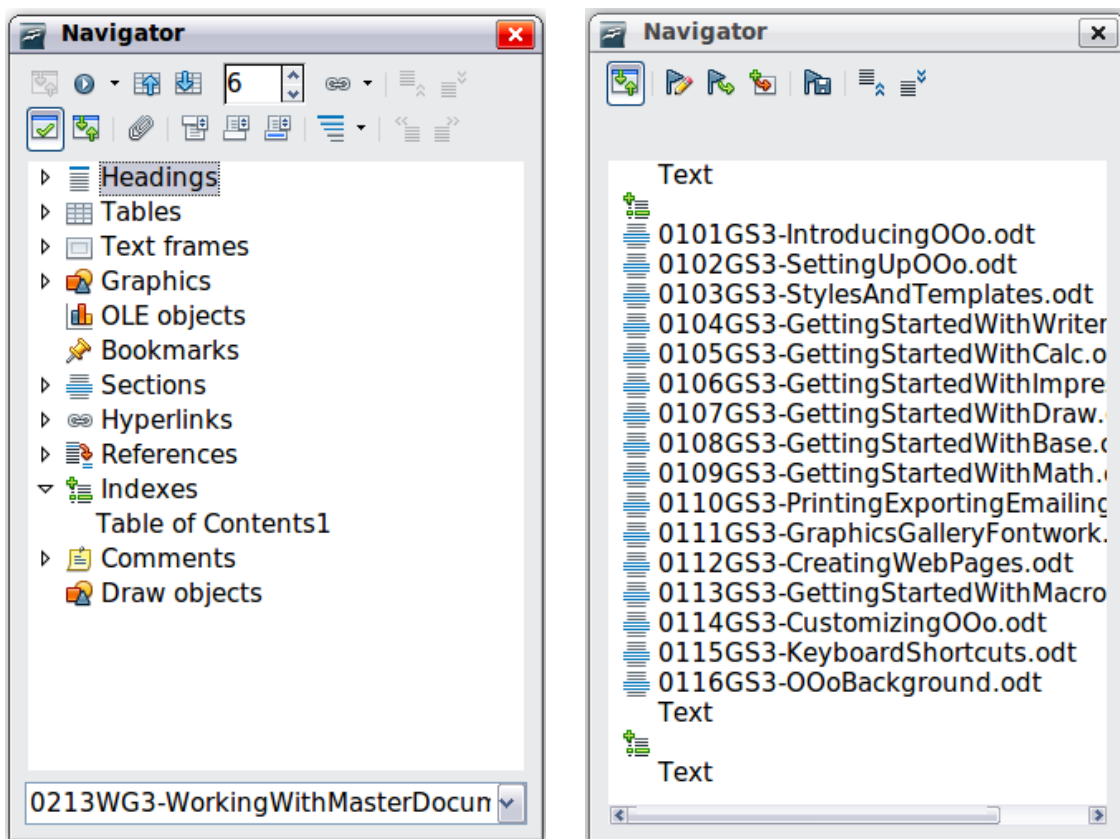 Navigator
6
Headings
Tables
Text frames
Graphics
OLE objects
Bookmarks
Sections
Hyperlinks
References
Indexes
Table of Contents1
Comments
Draw objects
0213WG3-WorkingWithMasterDocum
Navigator
Text
0101GS3-IntroducingOOo.odt
0102GS3-SettingUpOOo.odt
0103GS3-StylesAndTemplates.odt
0104GS3-GettingStartedWithWriter
0105GS3-GettingStartedWithCalc.o
0106GS3-GettingStartedWithImpre
0107GS3-GettingStartedWithDraw.
0108GS3-GettingStartedWithBase.o
0109GS3-GettingStartedWithMath.
0110GS3-PrintingExportingEmailing
0111GS3-GraphicsGalleryFontwork.
0112GS3-CreatingWebPages.odt
0113GS3-GettingStartedWithMacro
0114GS3-CustomizingOOo.odt
0115GS3-KeyboardShortcuts.odt
0116GS3-OOoBackground.odt
Text
Text